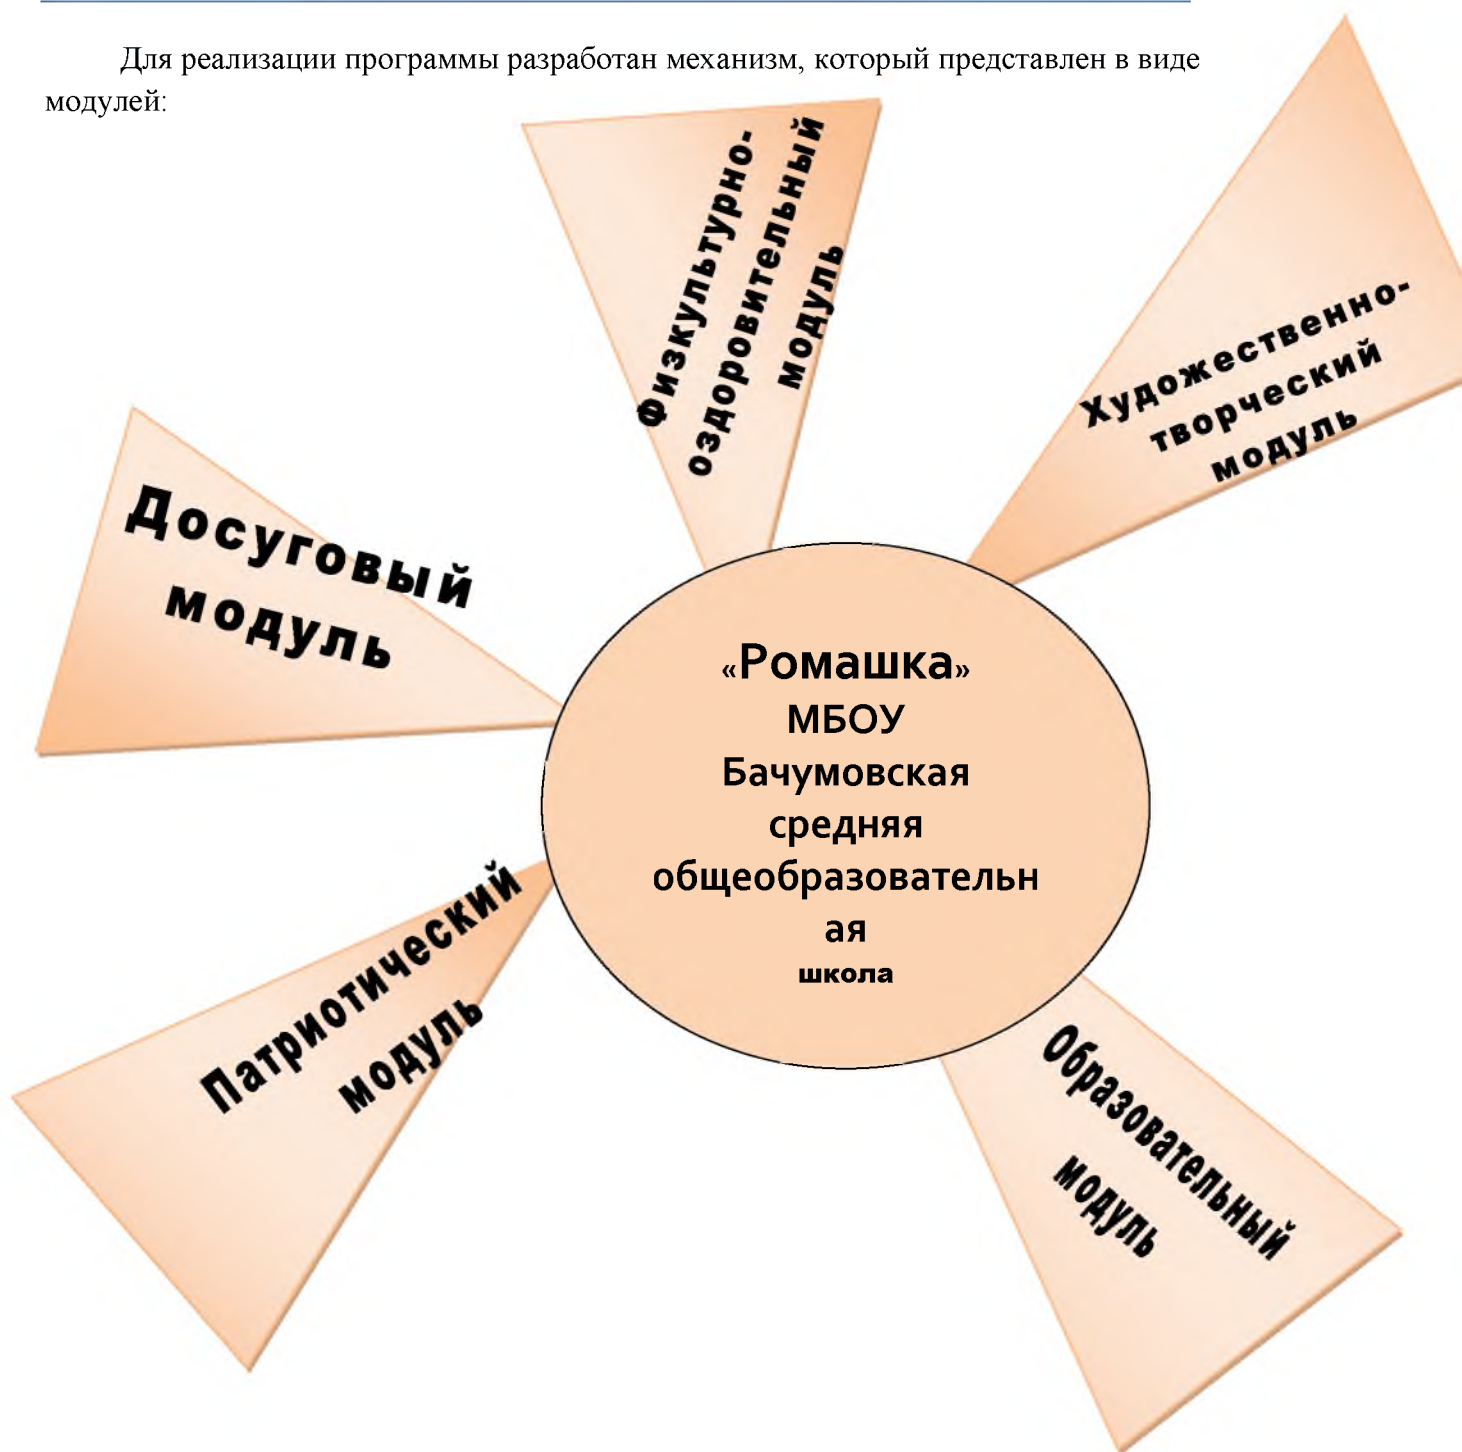 Для реализации программы разработан механизм, который представлен в виде
модулей:
Физкультурно-
оздоровительный
модуль
Художественно-
творческий
модуль
Досуговый
модуль
«Ромашка»
МБОУ
Бачумовская
средняя
общеобразовательн
ая
школа
Патриотический
модуль
Образовательный
модуль